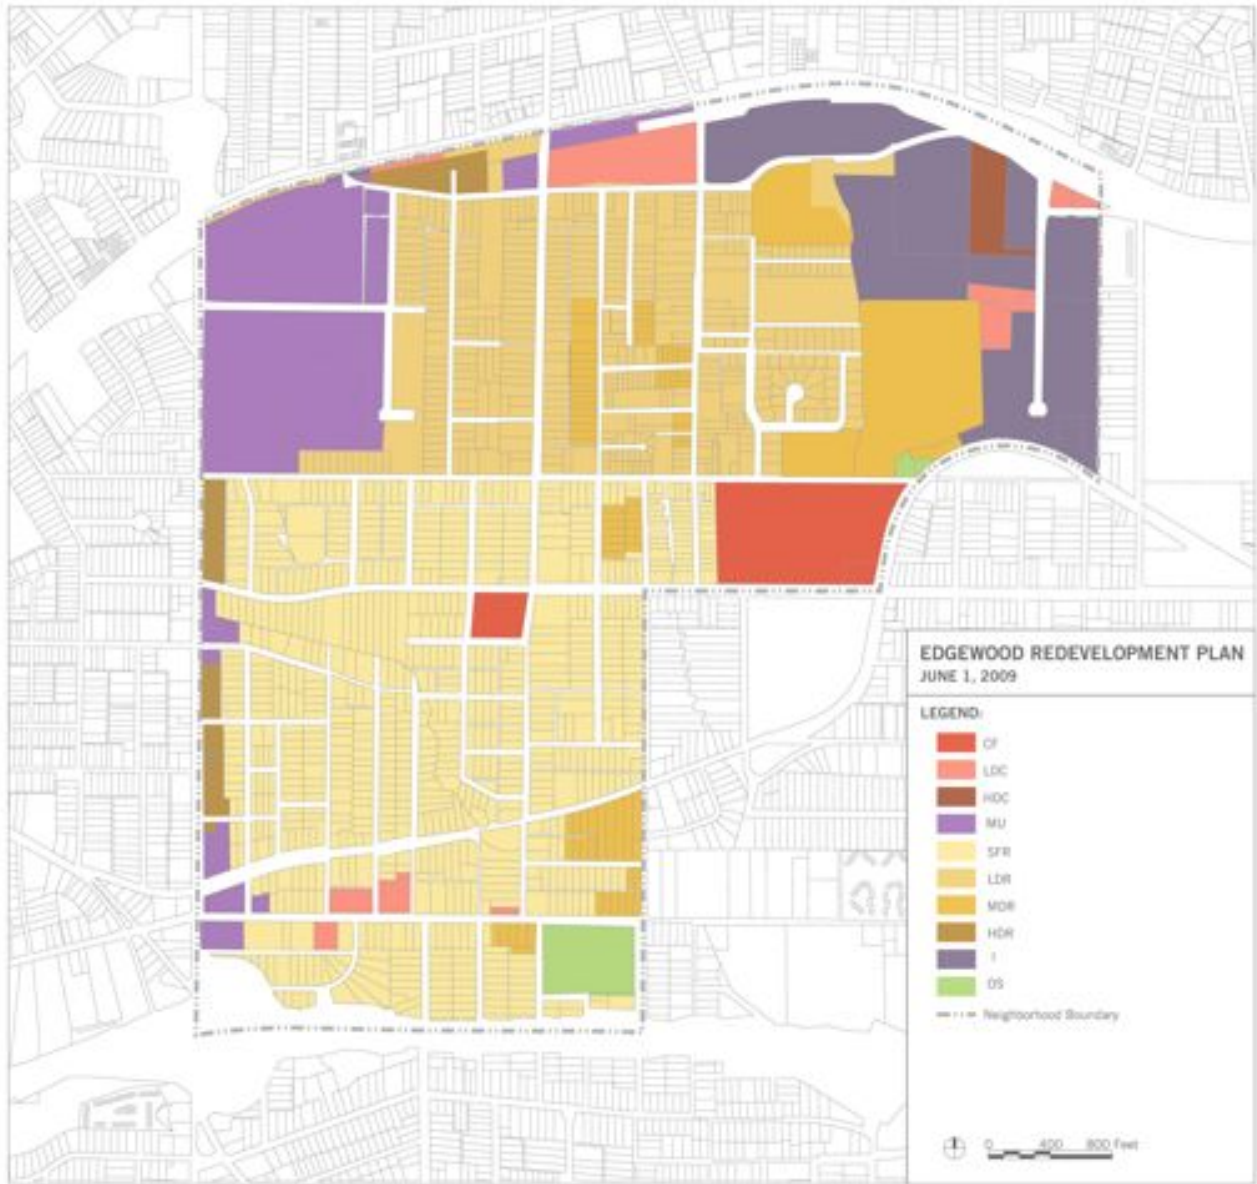 EDGEWOOD REDEVELOPMENT PLAN
JUNE 1, 2009
LEGEND:
CF
LDC
HDC
MU
SFR
LDR
MDR
HDR
I
OS
Neighborhood Boundary
0 400 800 Feet